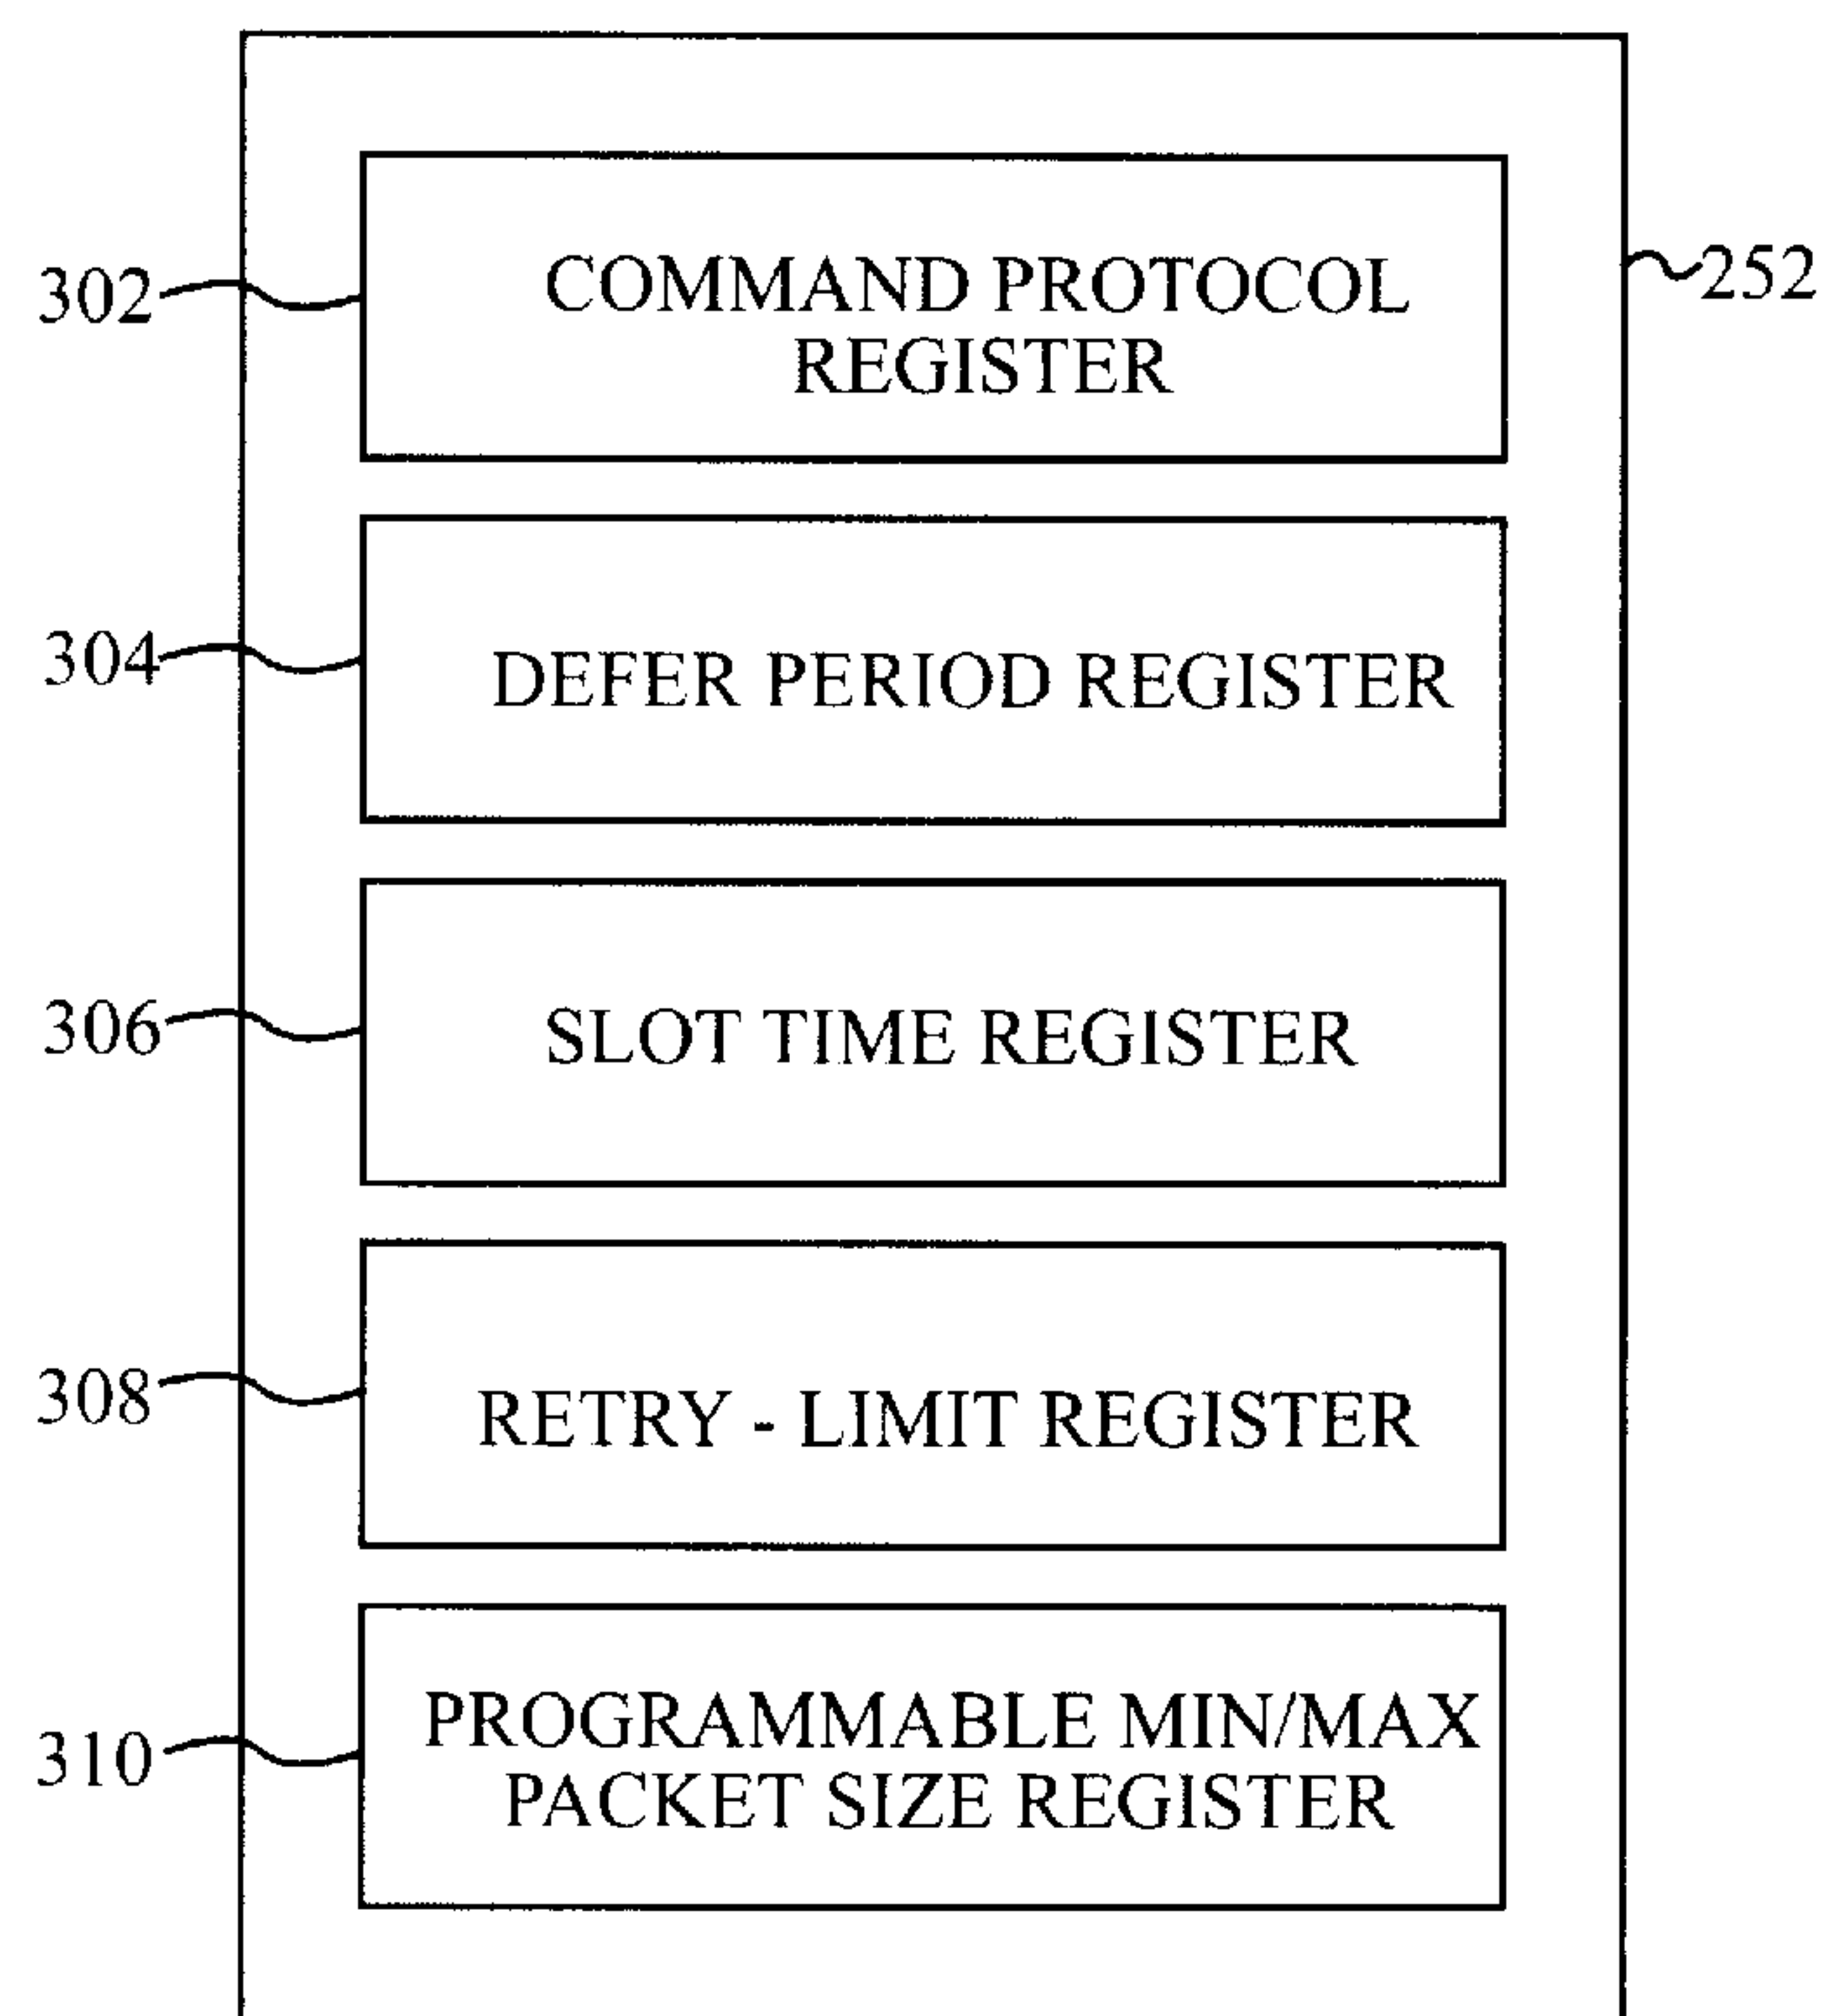 302
COMMAND PROTOCOL
REGISTER
252
304
DEFER PERIOD REGISTER
306
SLOT TIME REGISTER
308
RETRY - LIMIT REGISTER
310
PROGRAMMABLE MIN/MAX
PACKET SIZE REGISTER